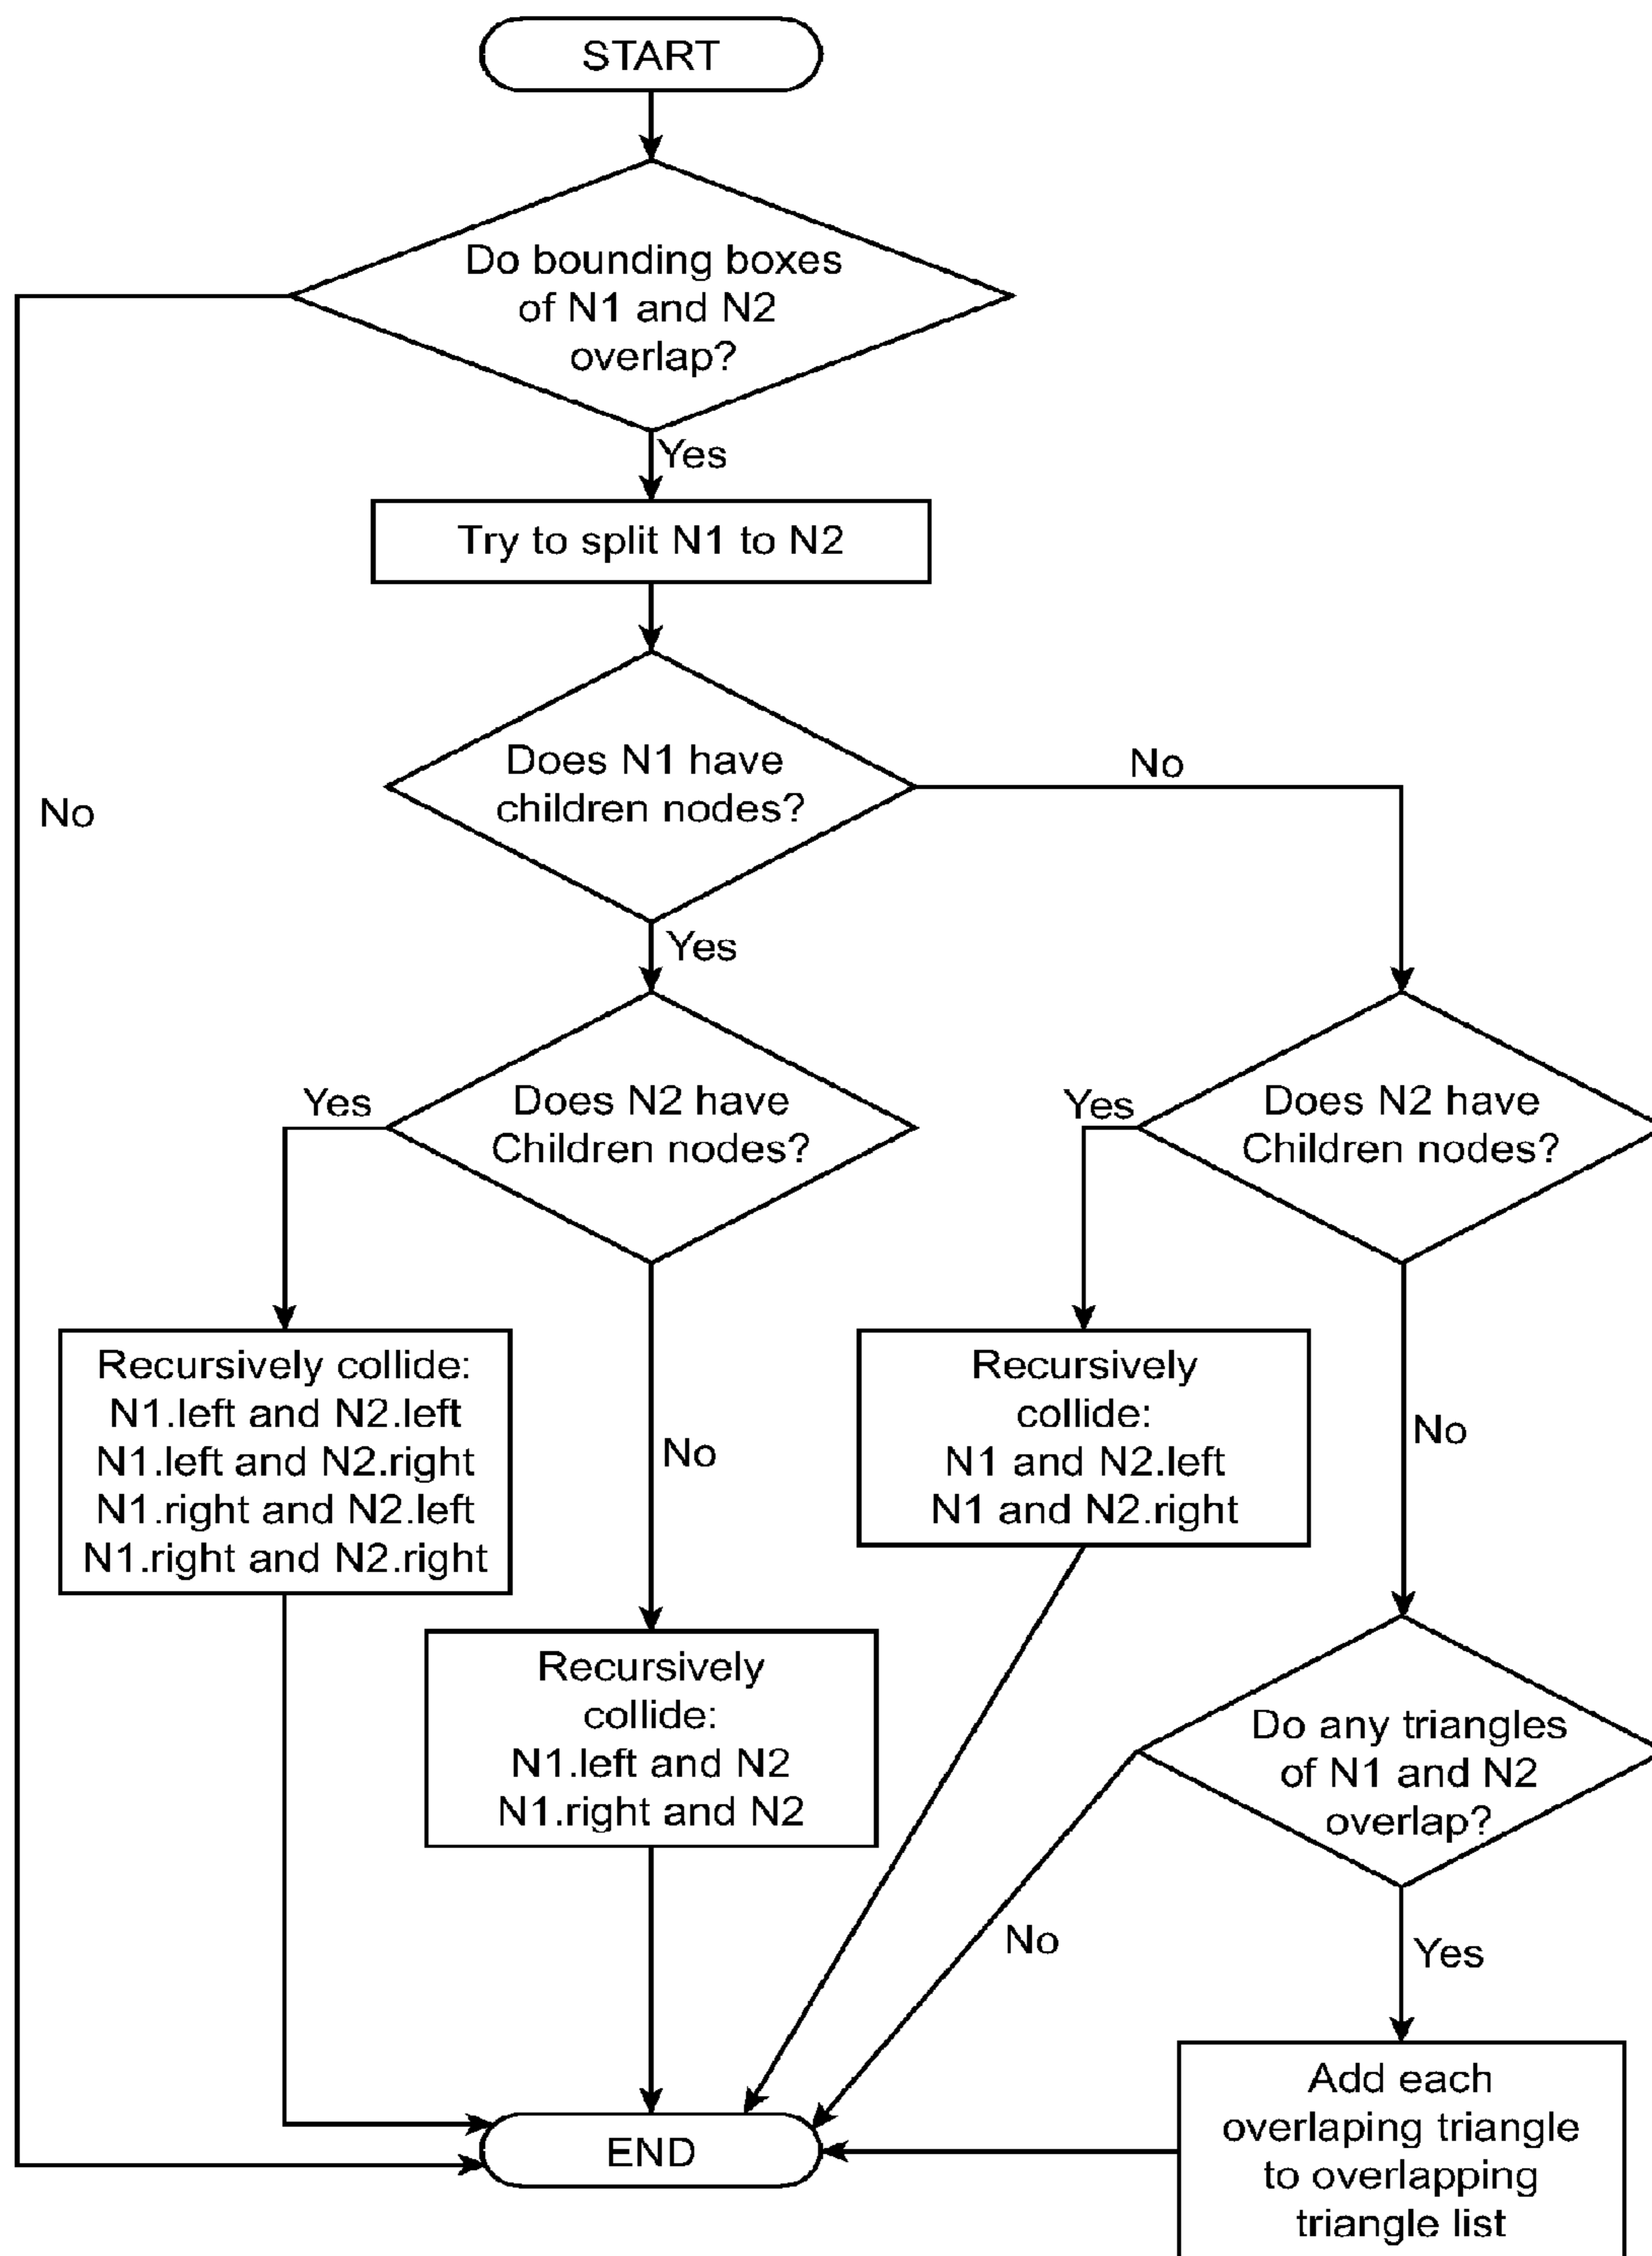 START
Do bounding boxes
of N1 and N2
overlap?
Yes
Try to split N1 to N2
Does N1 have
children nodes?
No
No
Yes
Does N2 have
Children nodes?
Yes
Does N2 have
Children nodes?
Yes
Recursively collide:
N1.left and N2.left
N1.left and N2.right
N1.right and N2.left
N1.right and N2.right
No
Recursively
collide:
N1 and N2.left
N1 and N2.right
No
Recursively
collide:
N1.left and N2
N1.right and N2
Do any triangles
of N1 and N2
overlap?
No
Yes
END
Add each
overlaping triangle
to overlapping
triangle list